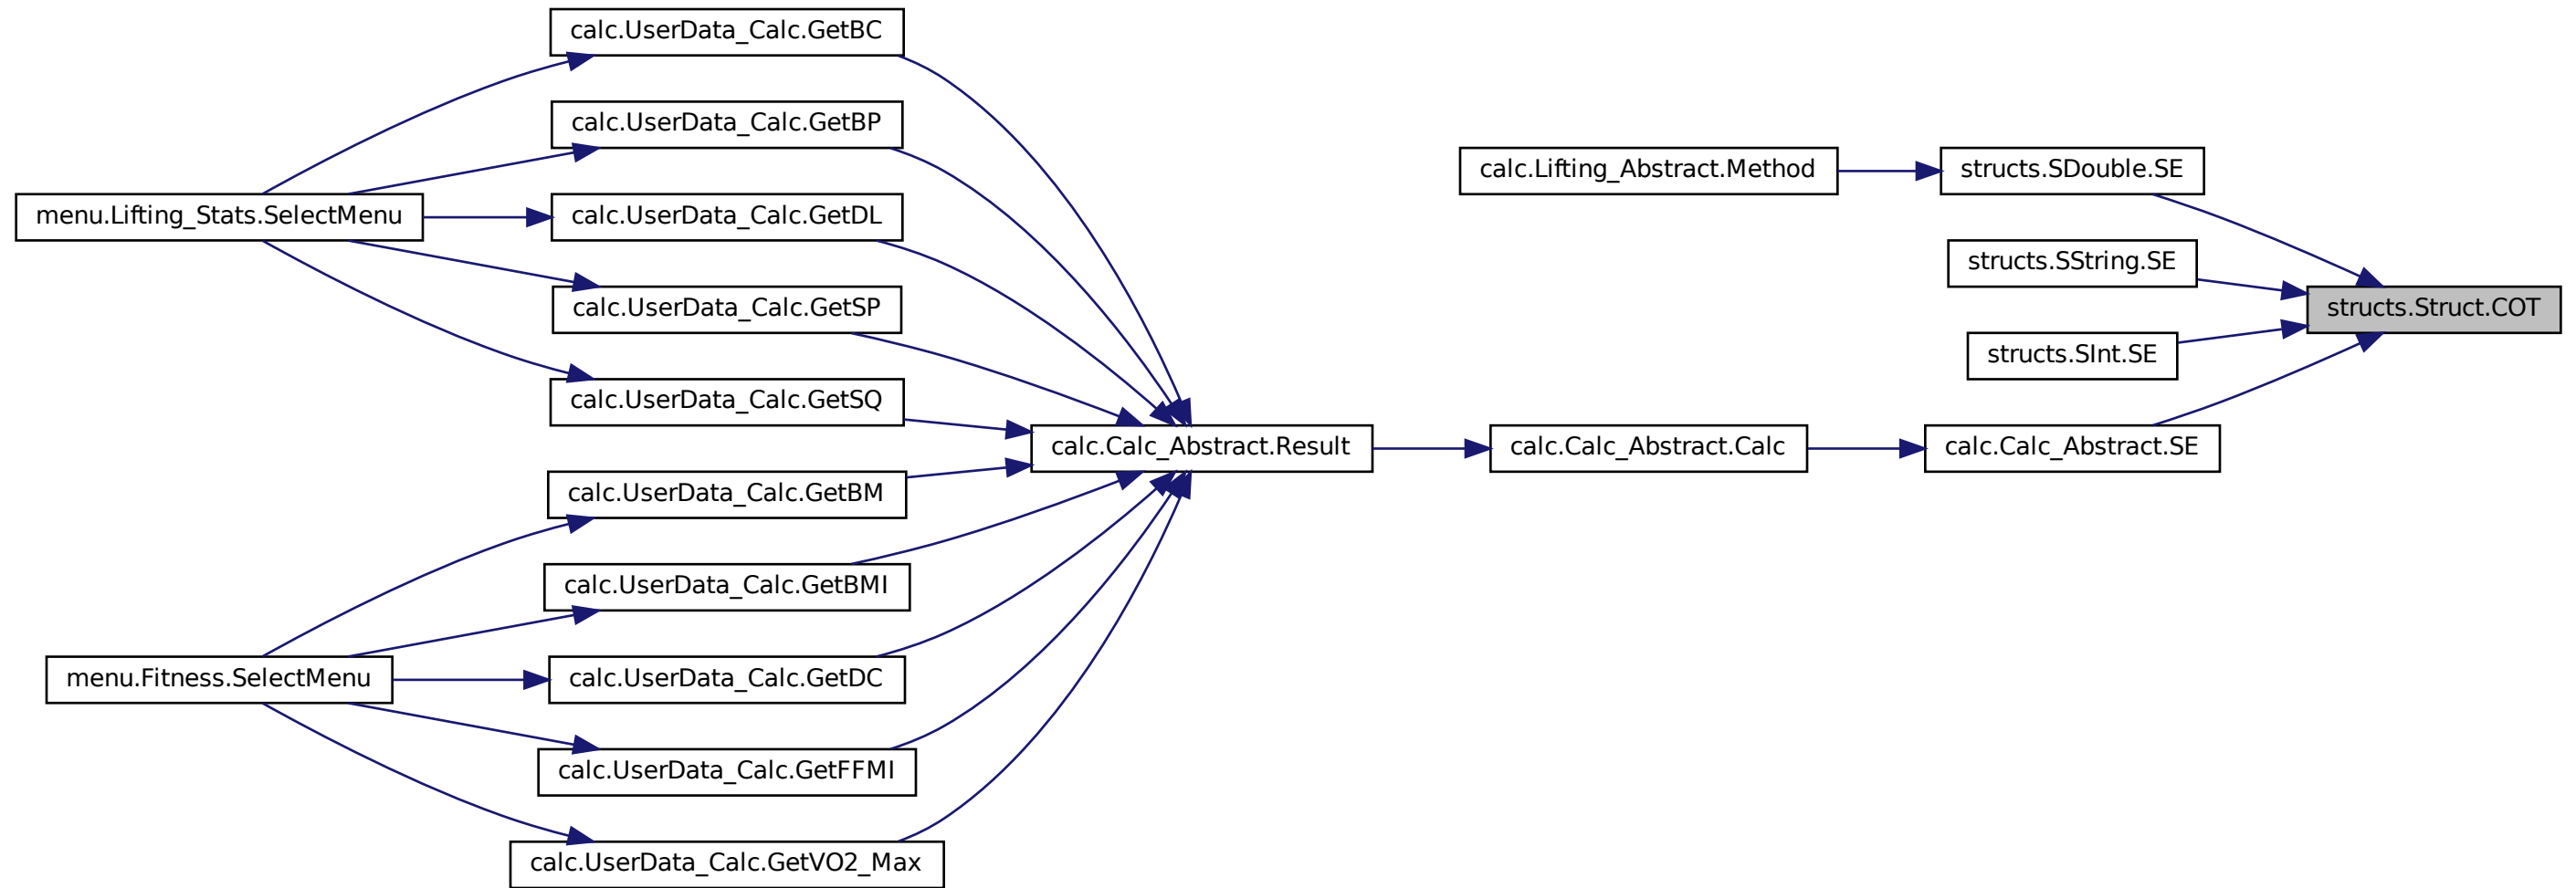 calc.UserData_Calc.GetBC
calc.UserData_Calc.GetBP
calc.Lifting_Abstract.Method
structs.SDouble.SE
menu.Lifting_Stats.SelectMenu
calc.UserData_Calc.GetDL
structs.SString.SE
calc.UserData_Calc.GetSP
structs.Struct.COT
structs.SInt.SE
calc.UserData_Calc.GetSQ
calc.Calc_Abstract.Result
calc.Calc_Abstract.Calc
calc.Calc_Abstract.SE
calc.UserData_Calc.GetBM
calc.UserData_Calc.GetBMI
menu.Fitness.SelectMenu
calc.UserData_Calc.GetDC
calc.UserData_Calc.GetFFMI
calc.UserData_Calc.GetVO2_Max